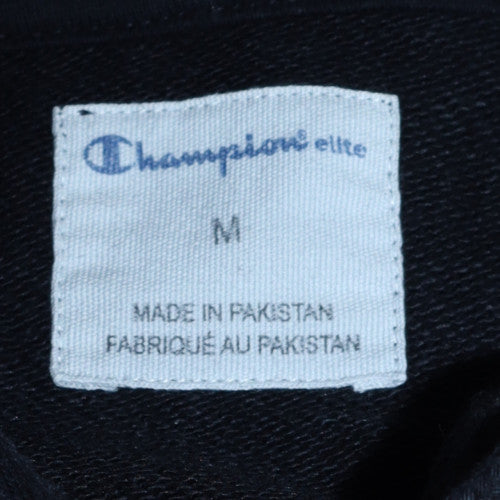 Champion elite
M
MADE IN PAKISTAN
FABRIQUÉ AU PAKISTAN